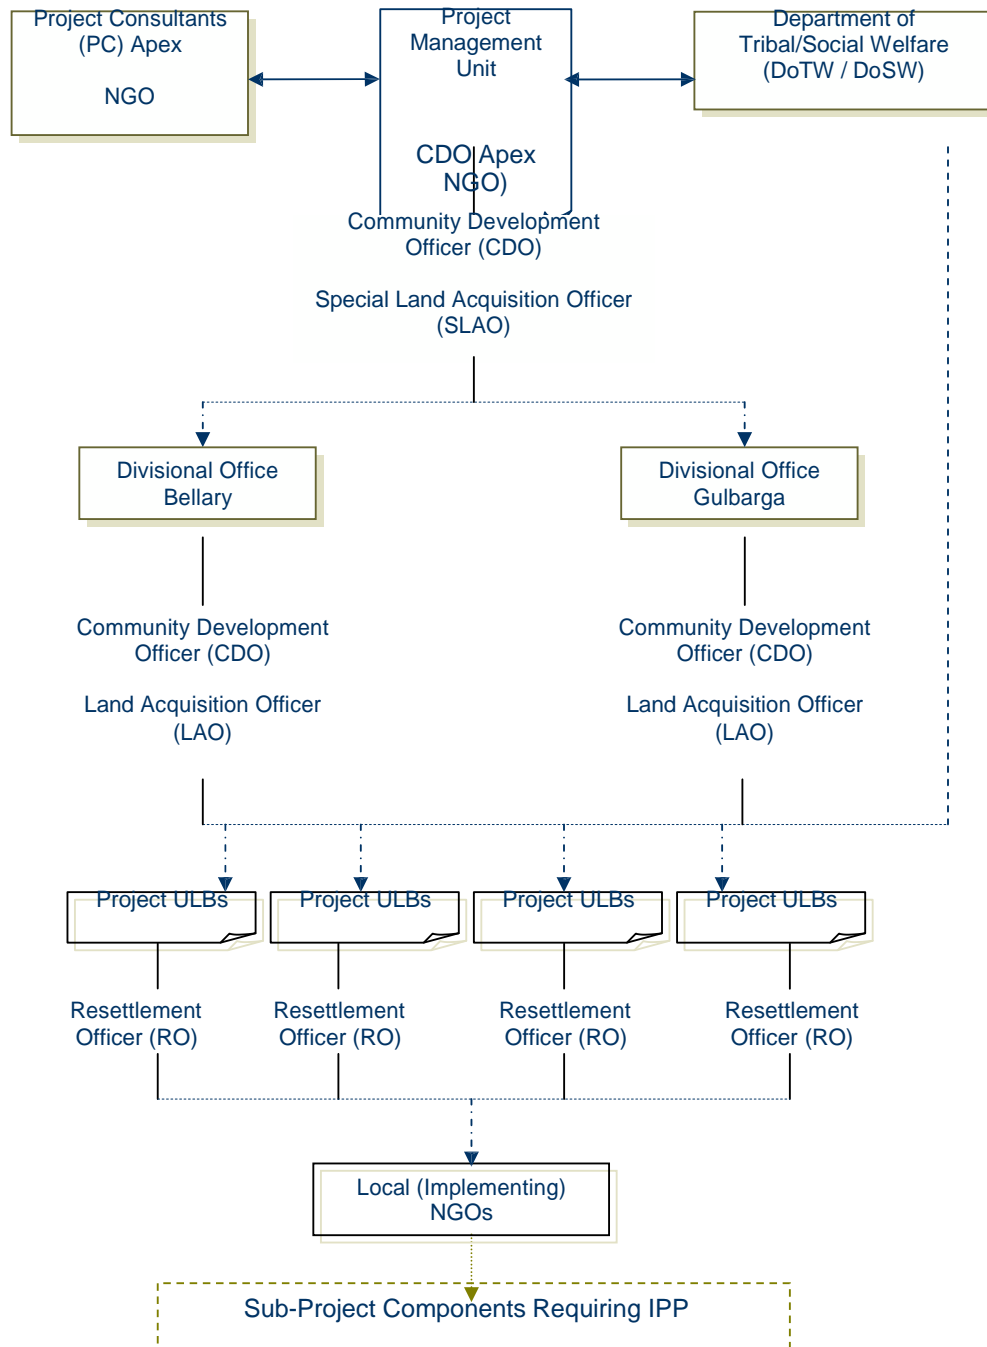 Project Consultants
(PC) Apex
NGO
Project
Management
Unit
CDO Apex
NGO)
Department of
Tribal/Social Welfare
(DoTW / DoSW)
Community Development
Officer (CDO)
Special Land Acquisition Officer
(SLAO)
Divisional Office
Bellary
Divisional Office
Gulbarga
Community Development
Officer (CDO)
Land Acquisition Officer
(LAO)
Community Development
Officer (CDO)
Land Acquisition Officer
(LAO)
Project ULBs
Project ULBs
Project ULBs
Project ULBs
Resettlement
Officer (RO)
Resettlement
Officer (RO)
Resettlement
Officer (RO)
Resettlement
Officer (RO)
Local (Implementing)
NGOs
Sub-Project Components Requiring IPP